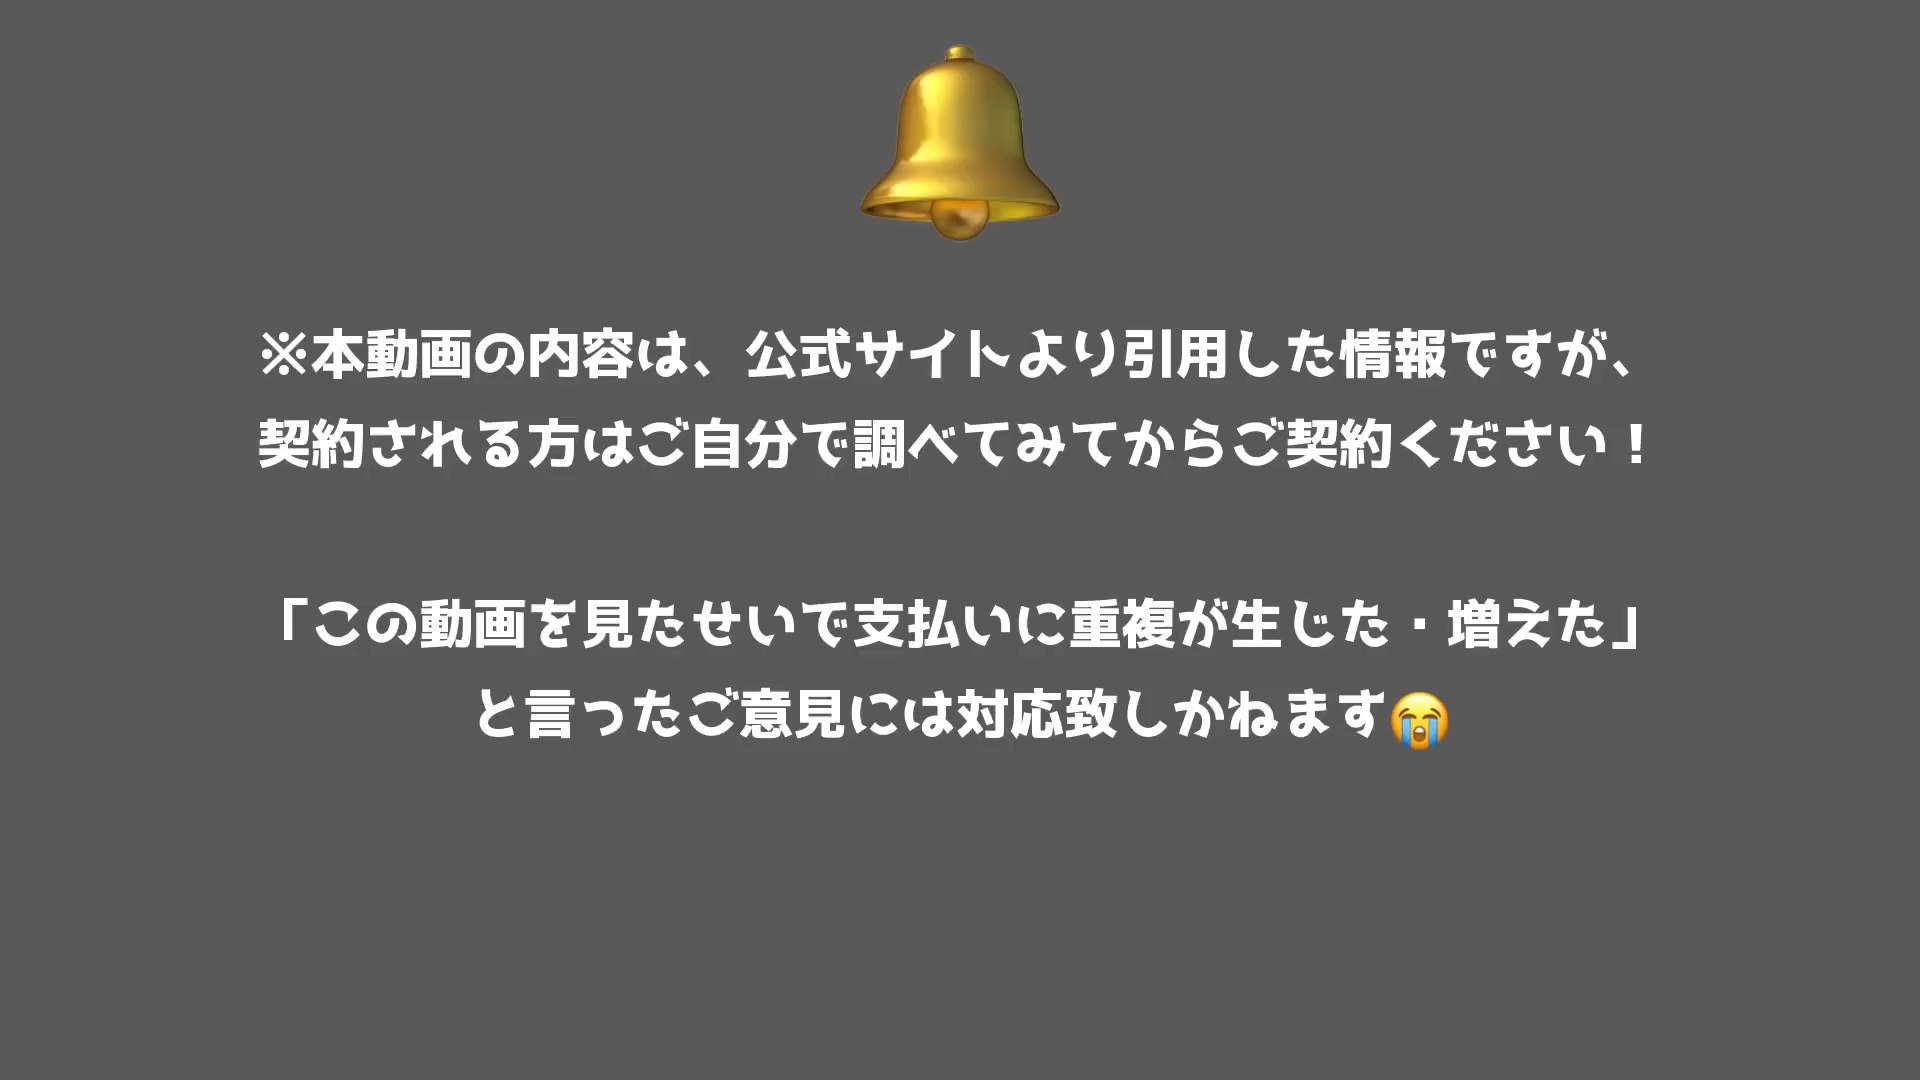 ※本動画の内容は、公式サイトより引用した情報ですが、
契約される方はご自分で調べてみてからご契約ください！
「この動画を見たせいで支払いに重複が生じた・増えた」
と言ったご意見には対応致しかねます😭